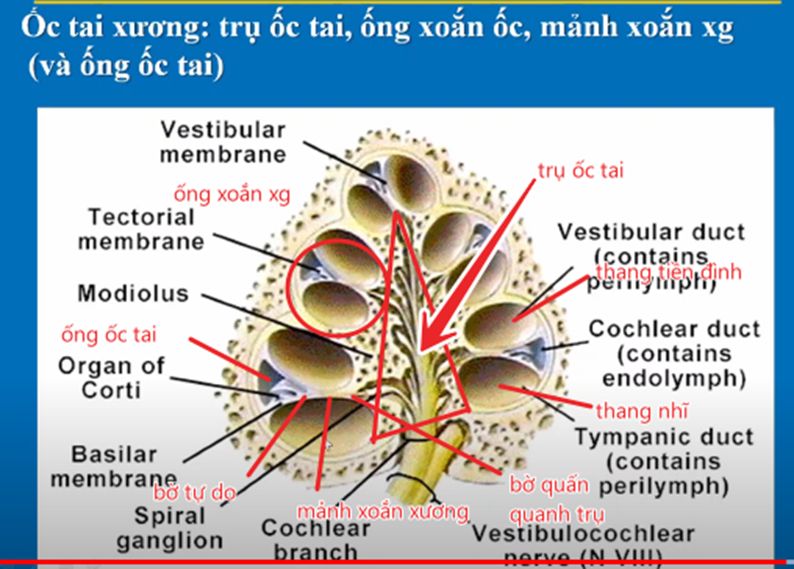 Ốc tai xương: trụ ốc tai, ống xoắn ốc, mảnh xoắn xg
(và ống ốc tai)
Vestibular
membrane
trụ ốc tai
ống xoắn xg
Tectorial
membrane
Vestibular duct
(contains
perilymph)
thang tiền đình
Modiolus
ống ốc tai
Cochlear duct
(contains
endolymph)
Organ of
Corti
thang nhĩ
Tympanic duct
(contains
perilymph)
Basilar
membrane
bờ tự do
mảnh xoắn xương
bờ quấn
quanh trụ
Spiral
ganglion
Cochlear
branch
Vestibulocochlear
nerve (N VIII)